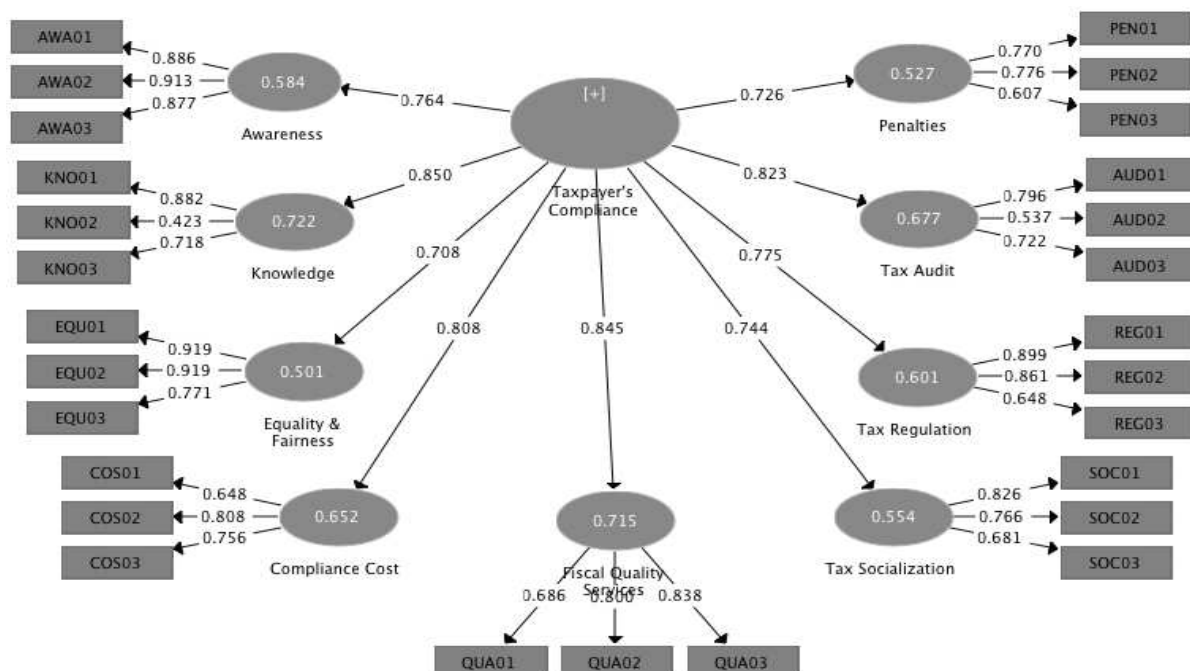 AWA01
AWA02
AWA03
0.886
0.913
0.877
0.584
Awareness
0.764
[+]
Taxpayer's
Compliance
0.726
0.527
Penalties
0.770
0.776
0.607
PEN01
PEN02
PEN03
KNO01
KNO02
KNO03
0.882
0.423
0.718
0.722
Knowledge
0.850
0.823
0.677
Tax Audit
0.796
0.537
0.722
AUD01
AUD02
AUD03
EQU01
EQU02
EQU03
0.919
0.919
0.771
0.501
Equality &
Fairness
0.708
0.775
0.601
Tax Regulation
0.899
0.861
0.648
REG01
REG02
REG03
COS01
COS02
COS03
0.648
0.808
0.756
0.652
Compliance Cost
0.808
0.845
0.715
Fiscal Quality
Services
0.686
0.800
0.838
QUA01
QUA02
QUA03
0.744
0.554
Tax Socialization
0.826
0.766
0.681
SOC01
SOC02
SOC03